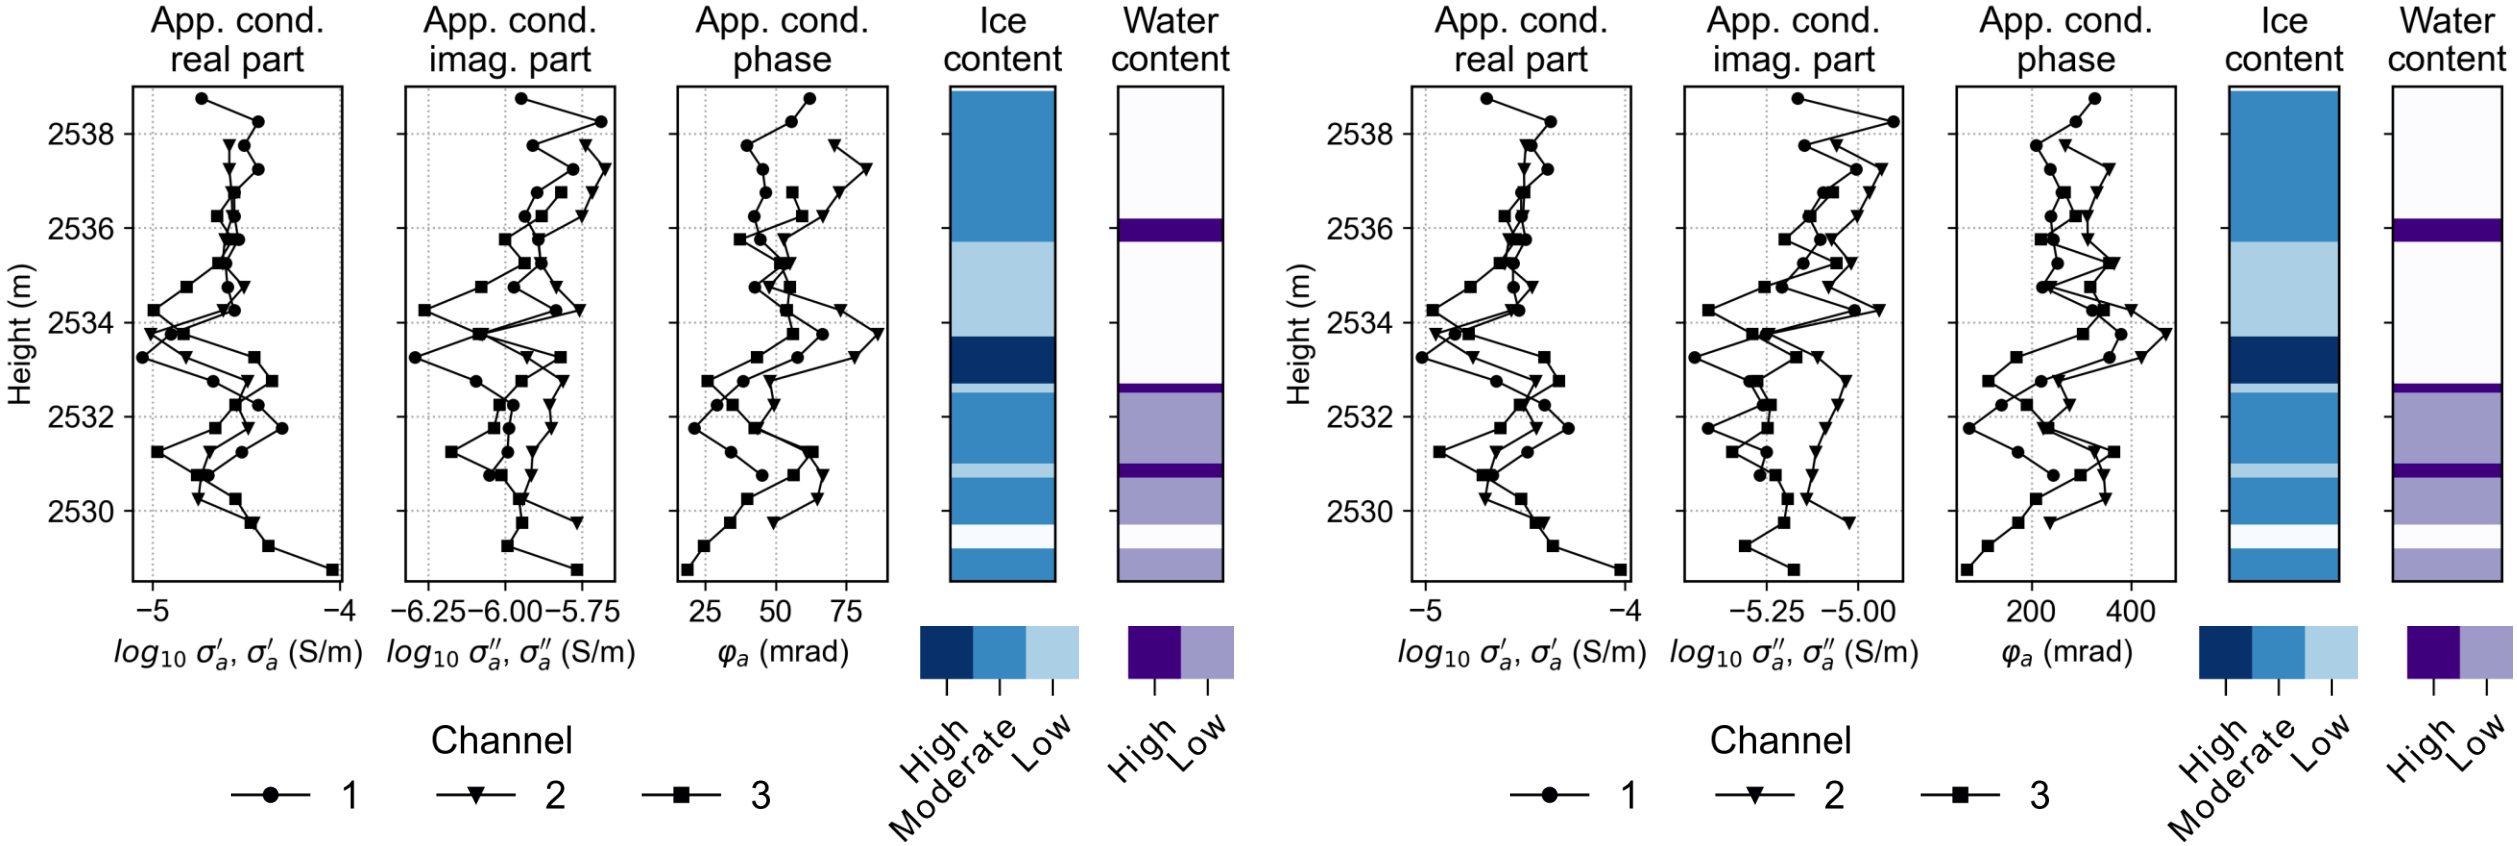 App. cond. real part
App. cond. imag. part
App. cond. phase
Ice content
Water content
Height (m)
2538
2536
2534
2532
2530
−5 −4
−6.25 −6.00 −5.75
25 50 75
log₁₀ σ′ₐ, σ′ₐ (S/m)
log₁₀ σ″ₐ, σ″ₐ (S/m)
φₐ (mrad)
High
Moderate
Low
High
Low
Channel
1 2 3
App. cond. real part
App. cond. imag. part
App. cond. phase
Ice content
Water content
Height (m)
2538
2536
2534
2532
2530
−5 −4
−5.25 −5.00
200 400
log₁₀ σ′ₐ, σ′ₐ (S/m)
log₁₀ σ″ₐ, σ″ₐ (S/m)
φₐ (mrad)
High
Moderate
Low
High
Low
Channel
1 2 3